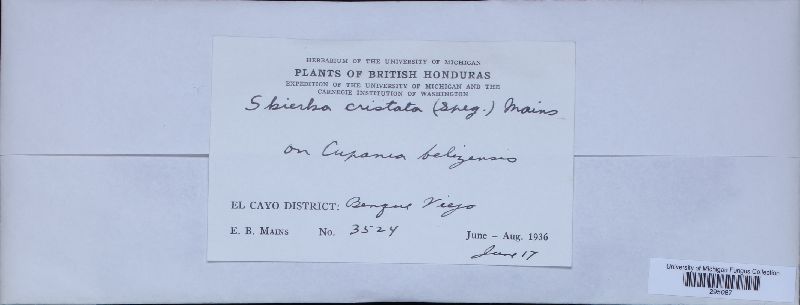 HERBARIUM OF THE UNIVERSITY OF MICHIGAN
PLANTS OF BRITISH HONDURAS
EXPEDITION OF THE UNIVERSITY OF MICHIGAN AND THE
CARNEGIE INSTITUTION OF WASHINGTON
Skierka cristata (Speg.) Mains
on Cupania belizensis
EL CAYO DISTRICT: Benque Viejo
E. B. MAINS No. 3524 June – Aug. 1936
June 17
University of Michigan Fungus Collection